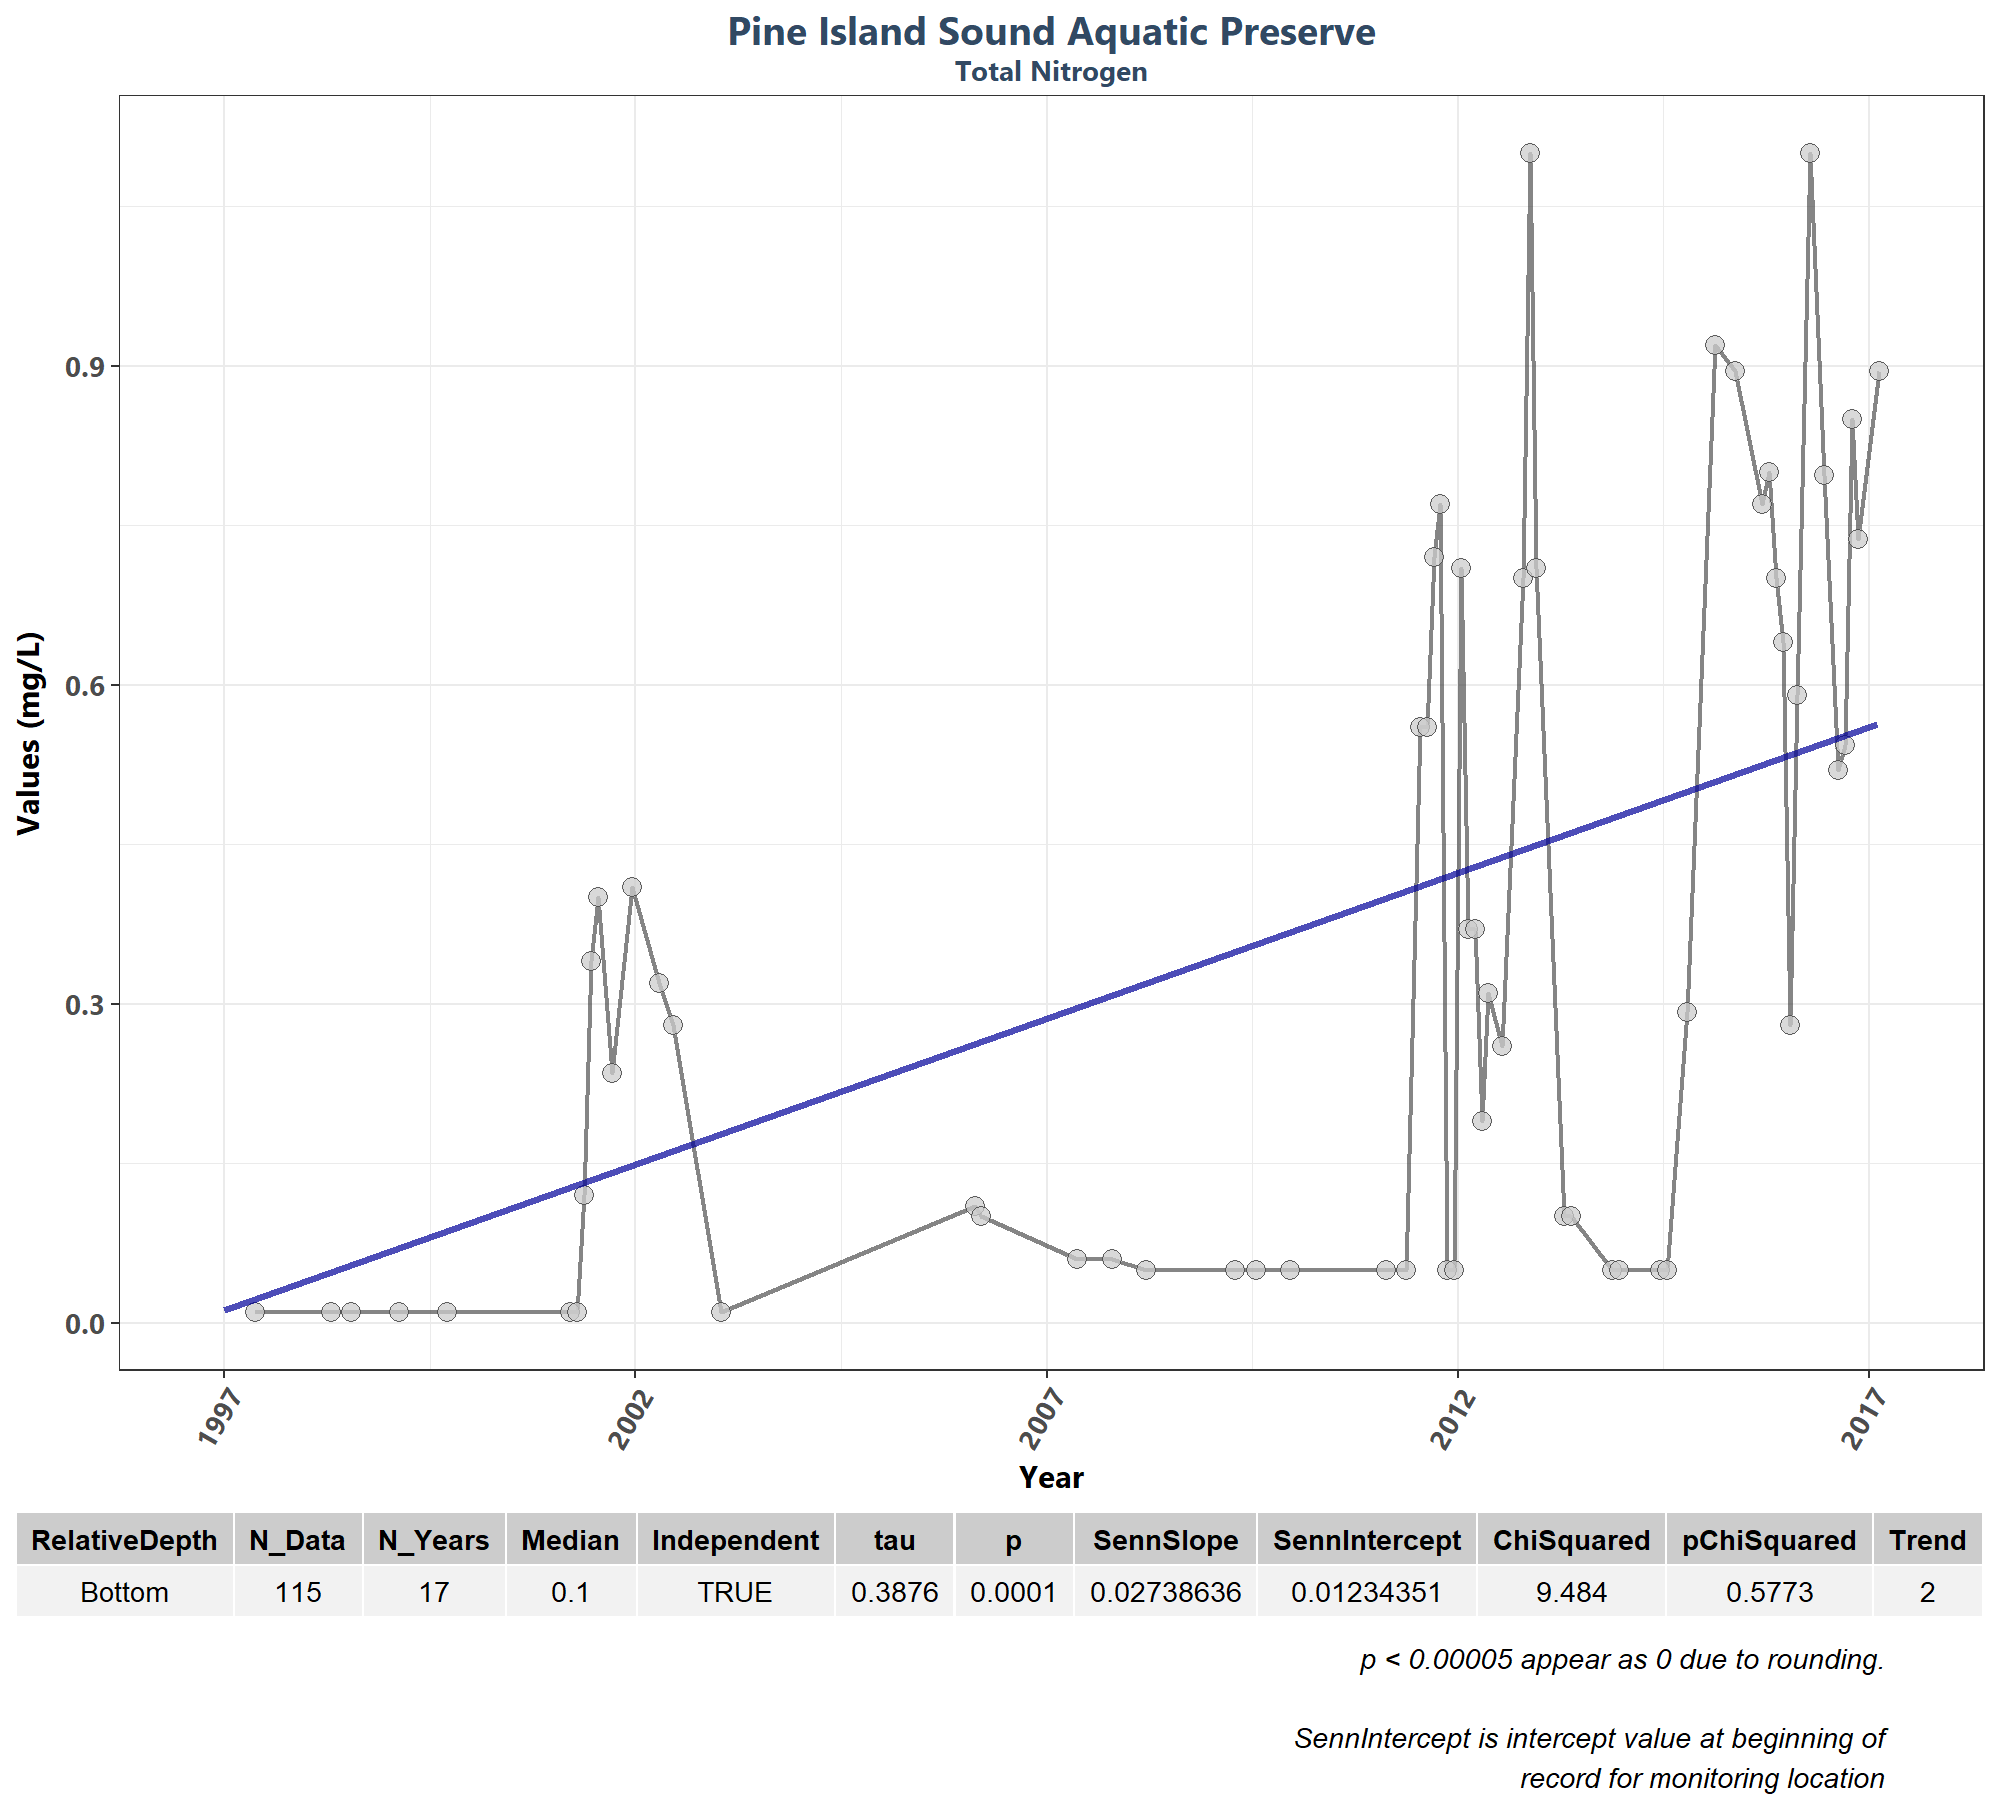 Pine Island Sound Aquatic Preserve
Total Nitrogen
Values (mg/L)
0.9
0.6
0.3
0.0
1997 2002 2007 2012 2017
Year
RelativeDepth N_Data N_Years Median Independent tau p SennSlope SennIntercept ChiSquared pChiSquared Trend
Bottom 115 17 0.1 TRUE 0.3876 0.0001 0.02738636 0.01234351 9.484 0.5773 2
p < 0.00005 appear as 0 due to rounding.
SennIntercept is intercept value at beginning of
record for monitoring location